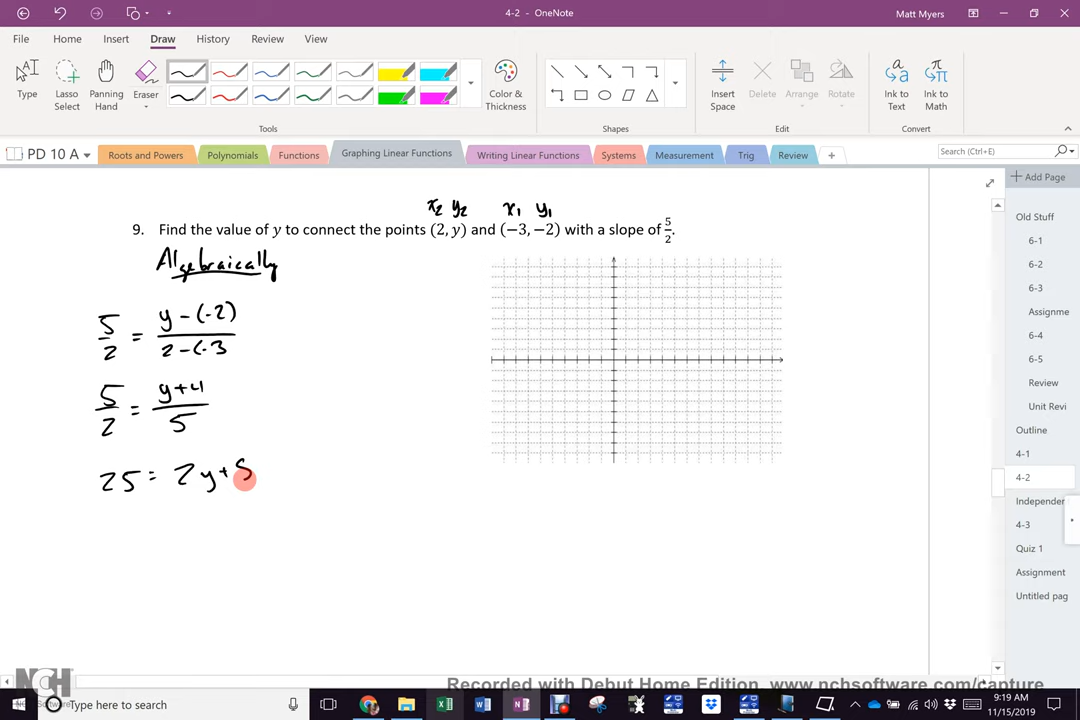 4-2 - OneNote
Matt Myers
File Home Insert Draw History Review View
Type
Lasso Select
Panning Hand
Eraser
Color & Thickness
Insert Space
Delete
Arrange
Rotate
Ink to Text
Ink to Math
Tools
Shapes
Edit
Convert
PD 10 A
Roots and Powers
Polynomials
Functions
Graphing Linear Functions
Writing Linear Functions
Systems
Measurement
Trig
Review
Search (Ctrl+E)
Add Page
Old Stuff
6-1
6-2
6-3
Assignme
6-4
6-5
Review
Unit Revi
Outline
4-1
4-2
Independen
4-3
Quiz 1
Assignment
Untitled pag
x2 y2 x1 y1
9. Find the value of y to connect the points (2, y) and (−3, −2) with a slope of 5/2.
Algebraically
5/2 = y - (-2) / 2 - (-3
5/2 = y+4 / 5
25 = 2y+8
NCH
Recorded with Debut Home Edition www.nchsoftware.com/capture
Type here to search
9:19 AM
11/15/2019